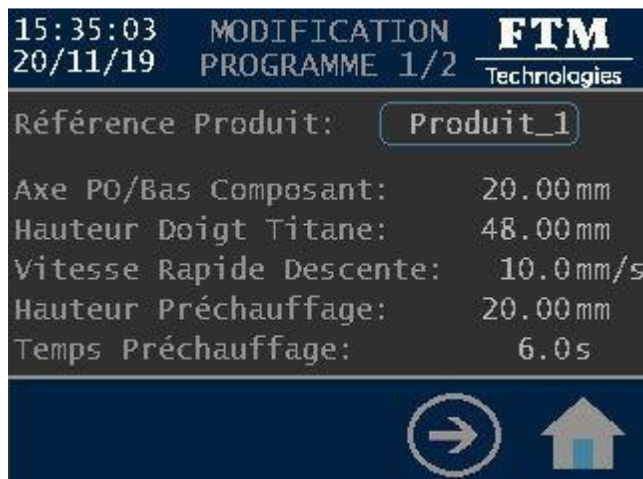 15:35:03 MODIFICATION FTM
20/11/19 PROGRAMME 1/2 Technologies
Référence Produit: Produit_1
Axe PO/Bas Composant: 20.00mm
Hauteur Doigt Titane: 48.00mm
Vitesse Rapide Descente: 10.0mm/s
Hauteur Préchauffage: 20.00mm
Temps Préchauffage: 6.0s